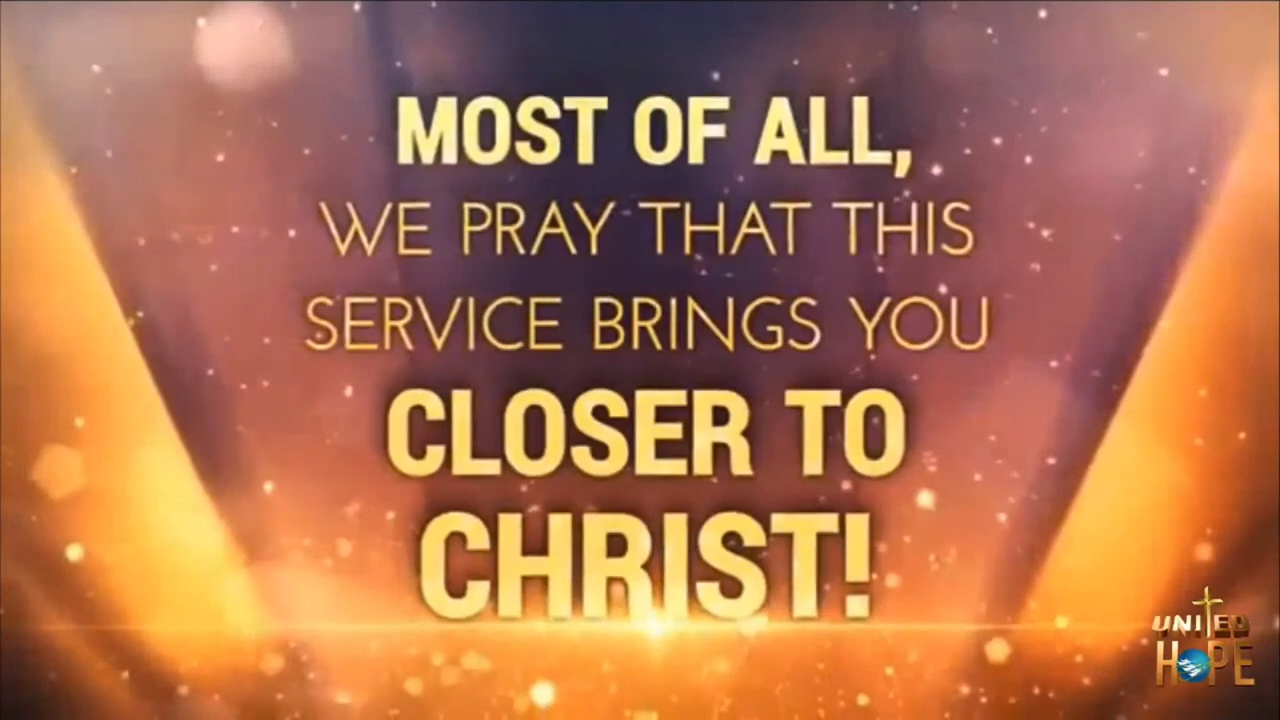 MOST OF ALL,
WE PRAY THAT THIS
SERVICE BRINGS YOU
CLOSER TO
CHRIST!
UNITED
HOPE